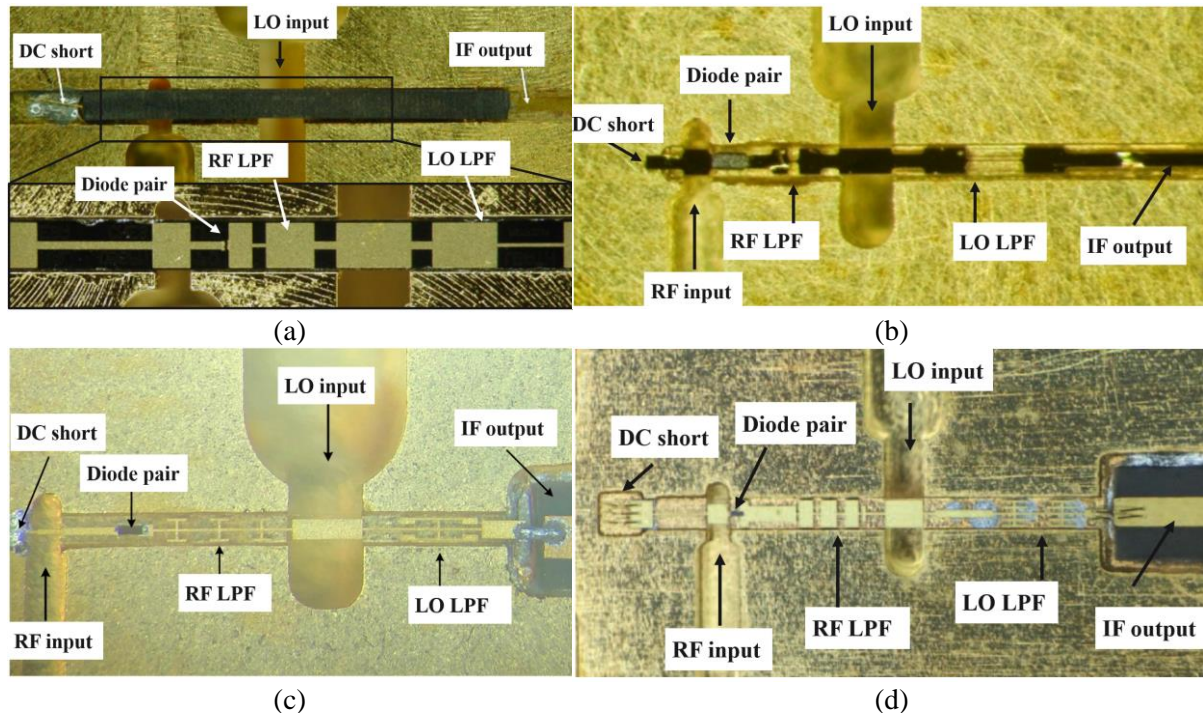 LO input
DC short
IF output
RF LPF
LO LPF
Diode pair
(a)
LO input
Diode pair
DC short
RF LPF
LO LPF
IF output
RF input
(b)
LO input
DC short
IF output
Diode pair
RF LPF
LO LPF
RF input
(c)
LO input
DC short
Diode pair
RF input
RF LPF
LO LPF
IF output
(d)